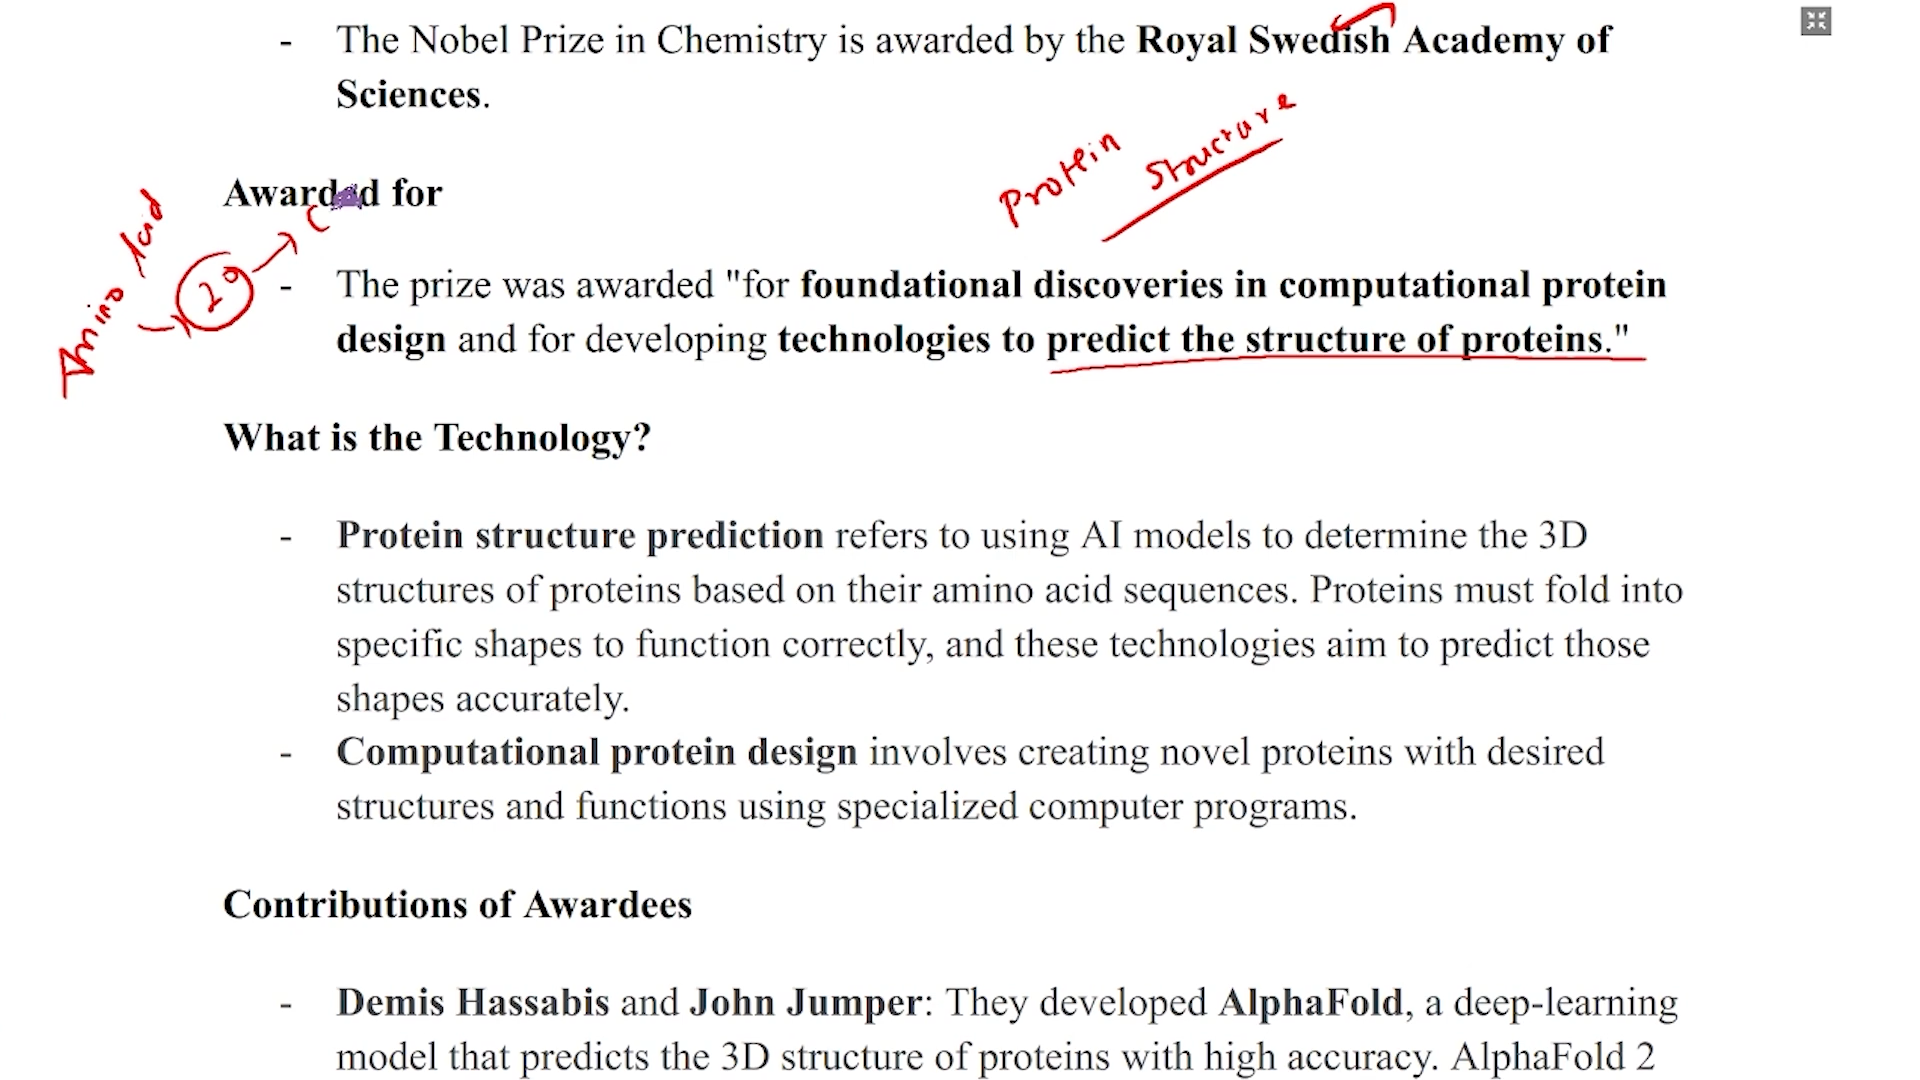 - The Nobel Prize in Chemistry is awarded by the Royal Swedish Academy of
Sciences.
Protein Structure
Awarded for
Amino Acid
20
- The prize was awarded "for foundational discoveries in computational protein
design and for developing technologies to predict the structure of proteins."
What is the Technology?
- Protein structure prediction refers to using AI models to determine the 3D
structures of proteins based on their amino acid sequences. Proteins must fold into
specific shapes to function correctly, and these technologies aim to predict those
shapes accurately.
- Computational protein design involves creating novel proteins with desired
structures and functions using specialized computer programs.
Contributions of Awardees
- Demis Hassabis and John Jumper: They developed AlphaFold, a deep-learning
model that predicts the 3D structure of proteins with high accuracy. AlphaFold 2